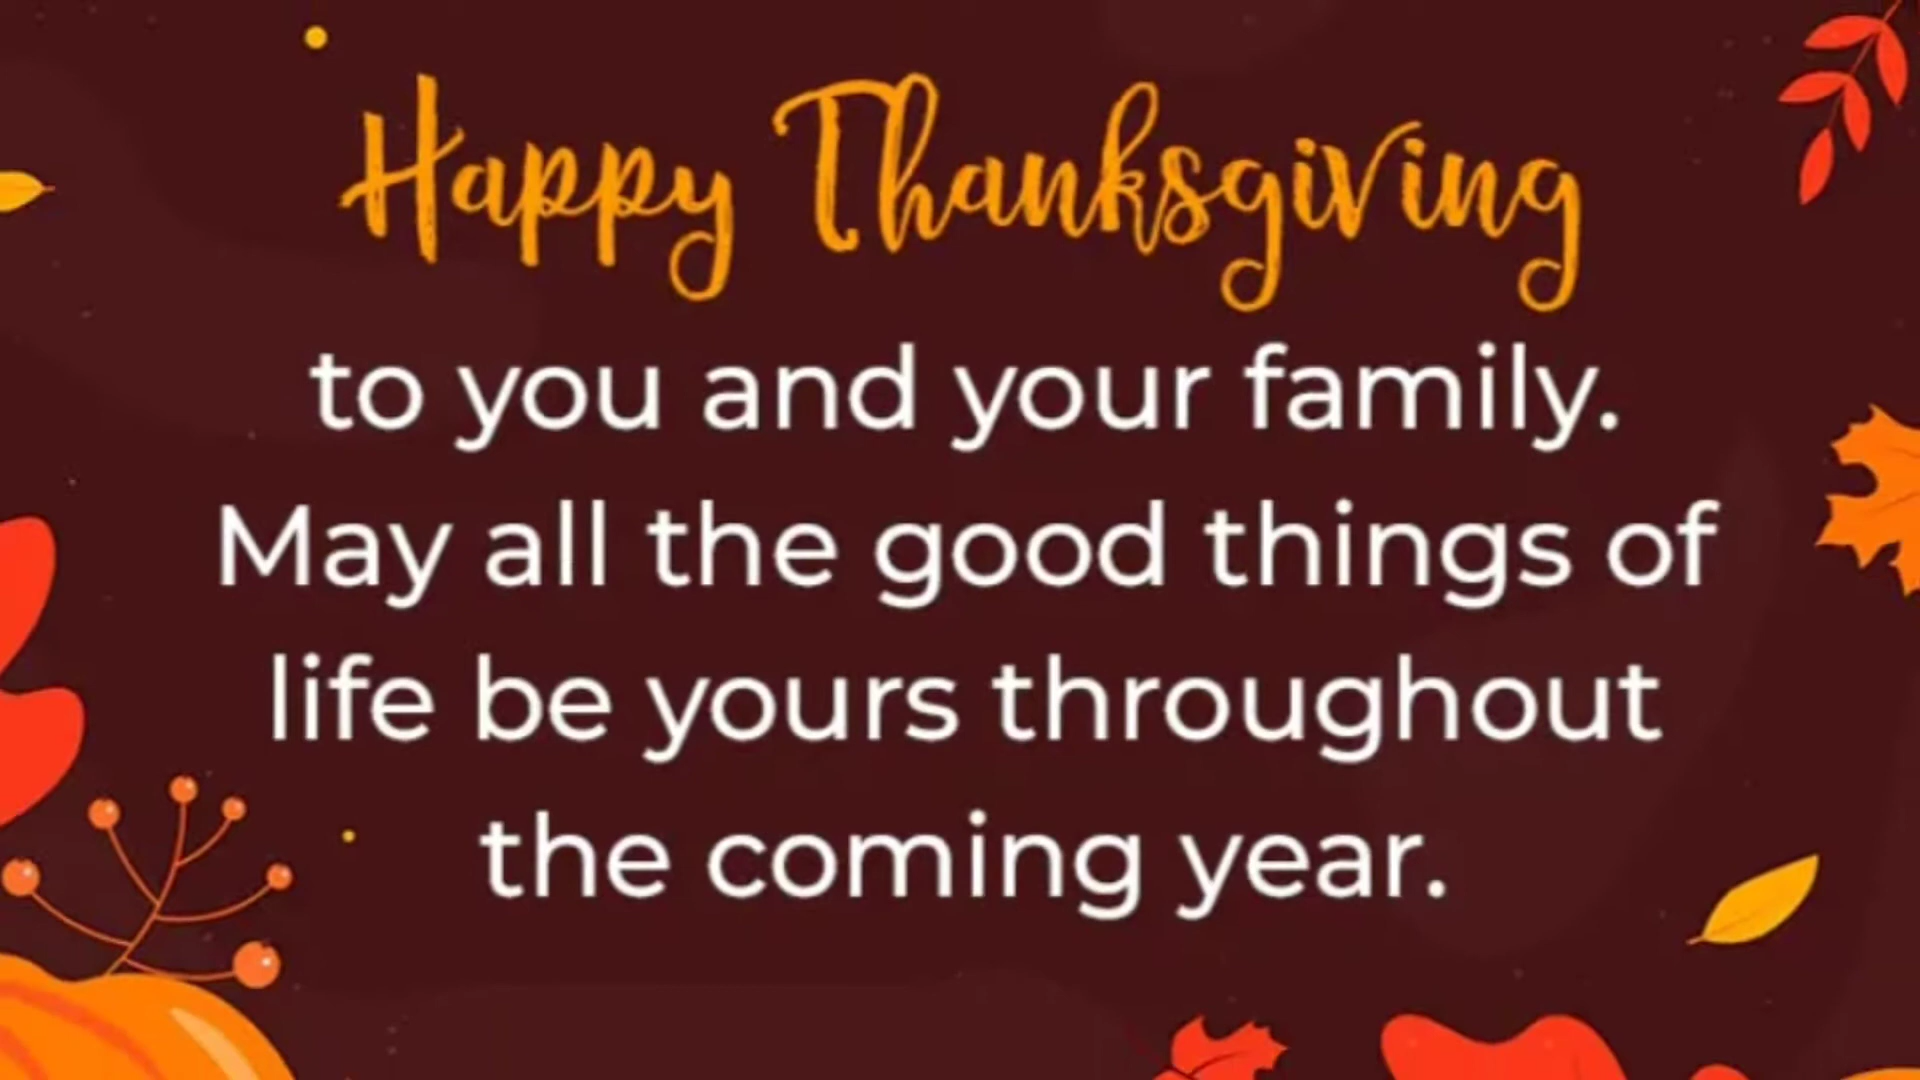 Happy Thanksgiving
to you and your family.
May all the good things of
life be yours throughout
the coming year.